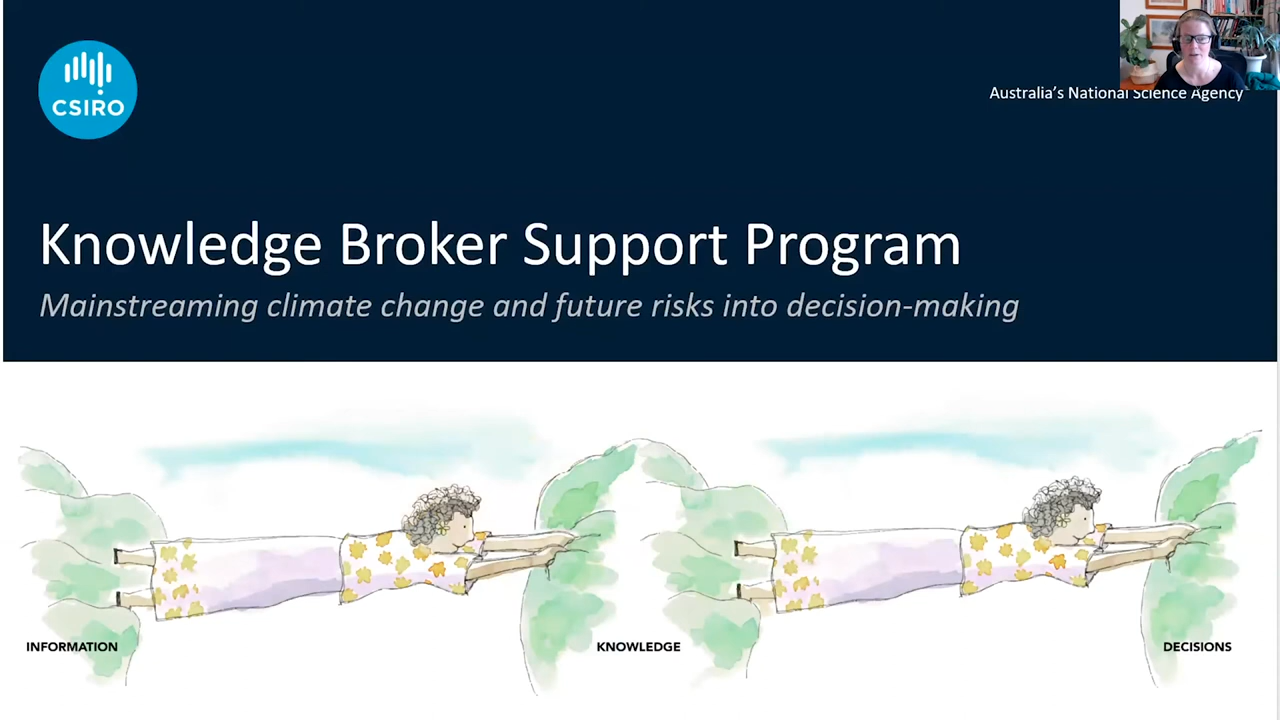 CSIRO
Australia's National Science Agency
Knowledge Broker Support Program
Mainstreaming climate change and future risks into decision-making
INFORMATION
KNOWLEDGE
DECISIONS